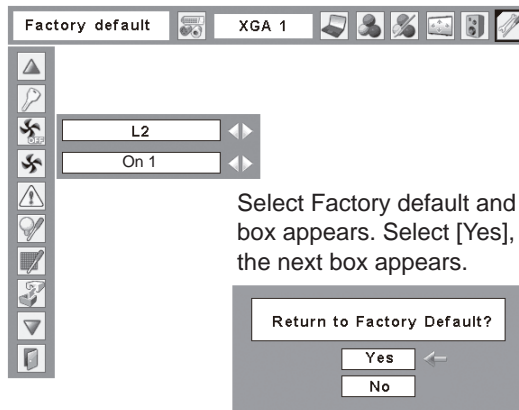 Factory default
XGA 1
OFF
L2
On 1
Select Factory default and
box appears. Select [Yes],
the next box appears.
Return to Factory Default?
Yes
No